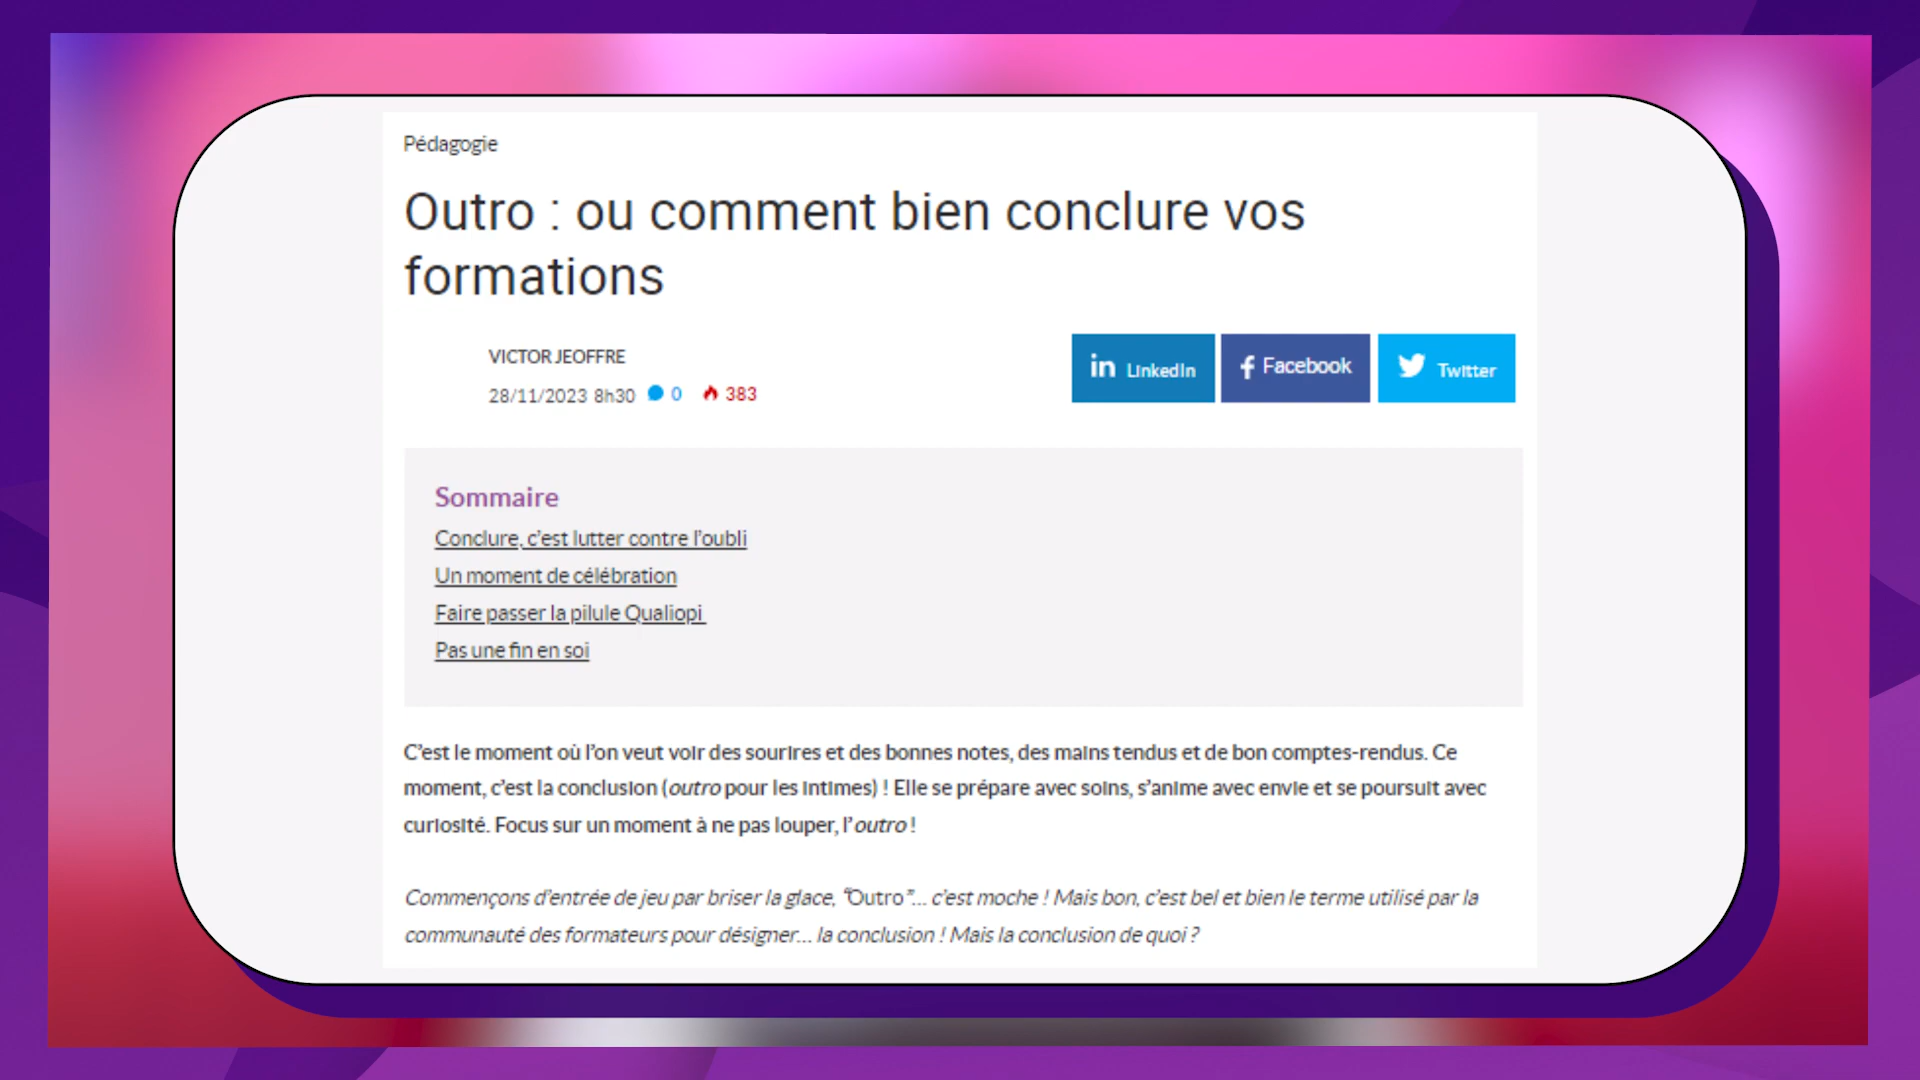 Pédagogie
Outro : ou comment bien conclure vos
formations
VICTOR JEOFFRE
28/11/2023 8h30 0 383
in LinkedIn
f Facebook
Twitter
Sommaire
Conclure, c'est lutter contre l'oubli
Un moment de célébration
Faire passer la pilule Qualiopi
Pas une fin en soi
C'est le moment où l'on veut voir des sourires et des bonnes notes, des mains tendus et de bon comptes-rendus. Ce
moment, c'est la conclusion (outro pour les intimes) ! Elle se prépare avec soins, s'anime avec envie et se poursuit avec
curiosité. Focus sur un moment à ne pas louper, l'outro !
Commençons d'entrée de jeu par briser la glace, “Outro”... c'est moche ! Mais bon, c'est bel et bien le terme utilisé par la
communauté des formateurs pour désigner... la conclusion ! Mais la conclusion de quoi ?